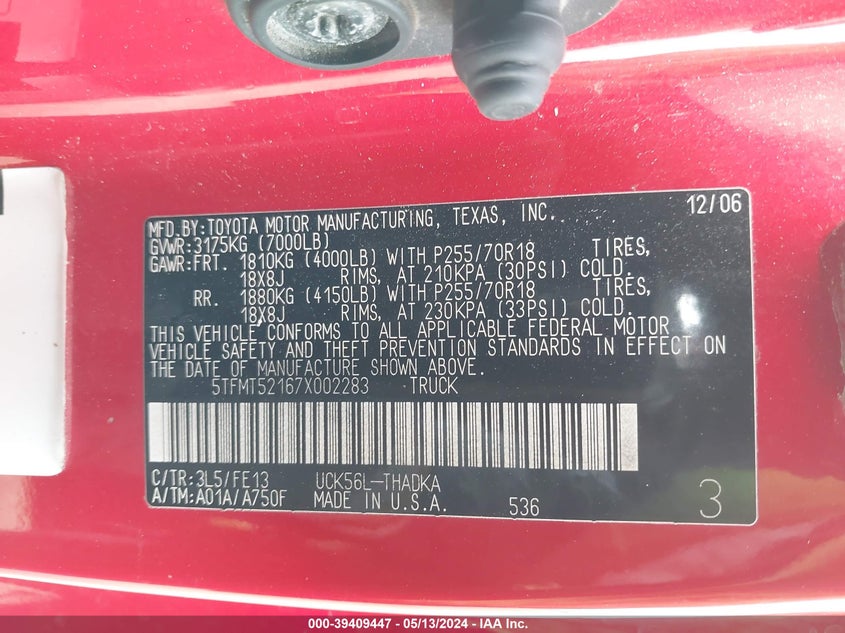 MFD.BY:TOYOTA MOTOR MANUFACTURING, TEXAS, INC. 12/06
GVWR:3175KG (7000LB)
GAWR:FRT. 1810KG (4000LB) WITH P255/70R18 TIRES,
18X8J RIMS, AT 210KPA (30PSI) COLD.
RR. 1880KG (4150LB) WITH P255/70R18 TIRES,
18X8J RIMS, AT 230KPA (33PSI) COLD.
THIS VEHICLE CONFORMS TO ALL APPLICABLE FEDERAL MOTOR
VEHICLE SAFETY AND THEFT PREVENTION STANDARDS IN EFFECT ON
THE DATE OF MANUFACTURE SHOWN ABOVE.
5TFMT52167X002283 TRUCK
C/TR:3L5/FE13 UCK56L-THADKA
A/TM:A01A/A750F MADE IN U.S.A. 536 3
000-39409447 - 05/13/2024 - IAA Inc.